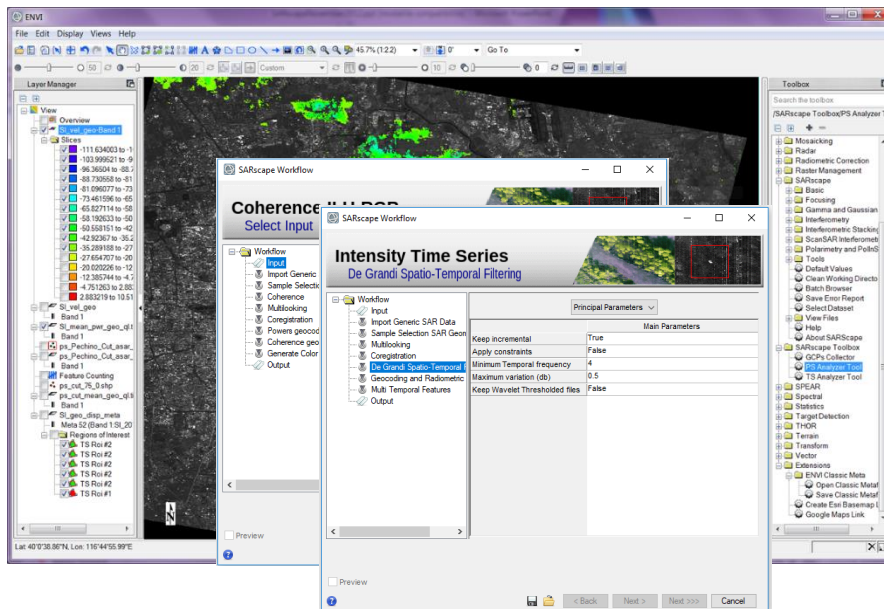 ENVI
File Edit Display Views Help
50 20 Custom 45.7% (1:2.2) 0° 10 Go To 0
Layer Manager
View
Overview
SI_vel_geo-Band 1
Slices
-111.634003 to -1
-103.999521 to -9
-96.36504 to -88.7
-88.730558 to -81
-81.096077 to -73
-73.461596 to -65
-65.827114 to -58
-58.192633 to -50
-50.558151 to -42
-42.92367 to -35.2
-35.289188 to -27
-27.654707 to -20
-20.020226 to -12
-12.385744 to -4.7
-4.751263 to 2.88
2.883219 to 10.51
SI_vel_geo
Band 1
SI_mean_pwr_geo_ql.
ps_Pechino_Cut_asar_
ps_Pechino_Cut_asar_
Band 1
Feature Counting
ps_cut_75_0.shp
ps_cut_mean_geo_ql.ti
Band 1
SI_geo_disp_meta
Meta 52 (Band 1:SI_20
Regions of Interest
TS Roi #2
TS Roi #2
TS Roi #2
TS Roi #2
TS Roi #2
TS Roi #1
Lat: 40°0'38.86"N, Lon: 116°44'55.99"E
N
SARscape Workflow
Coherence
Select Input
Workflow
Input
Import Generic
Sample Selectio
Coherence
Multilooking
Coregistration
Powers geocod
Coherence geo
Generate Color
Output
Preview
SARscape Workflow
Intensity Time Series
De Grandi Spatio-Temporal Filtering
Workflow
Input
Import Generic SAR Data
Sample Selection SAR Geon
Multilooking
Coregistration
De Grandi Spatio-Temporal F
Geocoding and Radiometric
Multi Temporal Features
Output
Principal Parameters
Main Parameters
Keep incremental True
Apply constraints False
Minimum Temporal frequency 4
Maximum variation (db) 0.5
Keep Wavelet Thresholded files False
Preview
< Back Next > Next >>> Cancel
Toolbox
Search the toolbox
/SARscape Toolbox/PS Analyzer T
Mosaicking
Radar
Radiometric Correction
Raster Management
SARscape
Basic
Focusing
Gamma and Gaussian
Interferometry
Interferometric Stacking
ScanSAR Interferometr
Polarimetry and PolInS
Tools
Default Values
Clean Working Directo
Batch Browser
Save Error Report
Select Dataset
View Files
Help
About SARscape
SARscape Toolbox
GCPs Collector
PS Analyzer Tool
TS Analyzer Tool
SPEAR
Spectral
Statistics
Target Detection
THOR
Terrain
Transform
Vector
Extensions
ENVI Classic Meta
Open Classic Metaf
Save Classic Metaf
Create Esri Basemap L
Google Maps Link